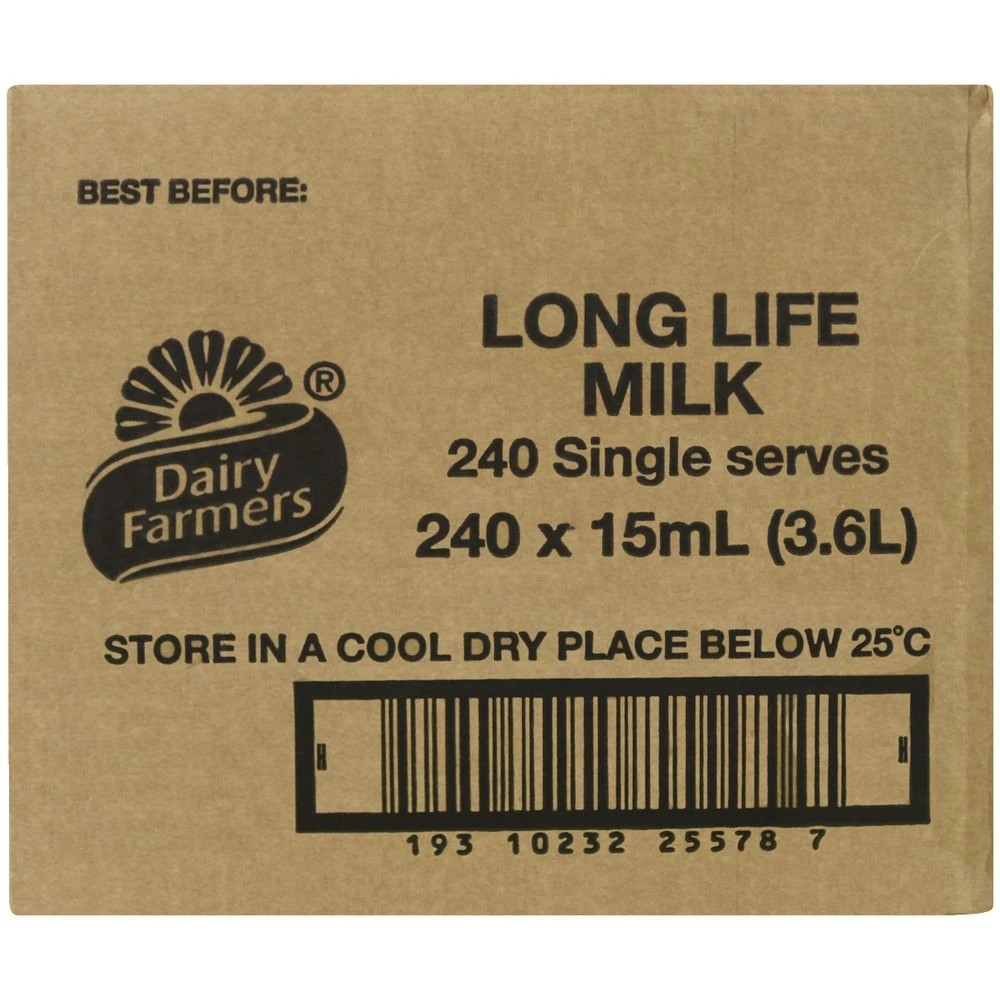 BEST BEFORE:
LONG LIFE
MILK
240 Single serves
240 x 15mL (3.6L)
Dairy
Farmers
®
STORE IN A COOL DRY PLACE BELOW 25°C
H H
193 10232 25578 7